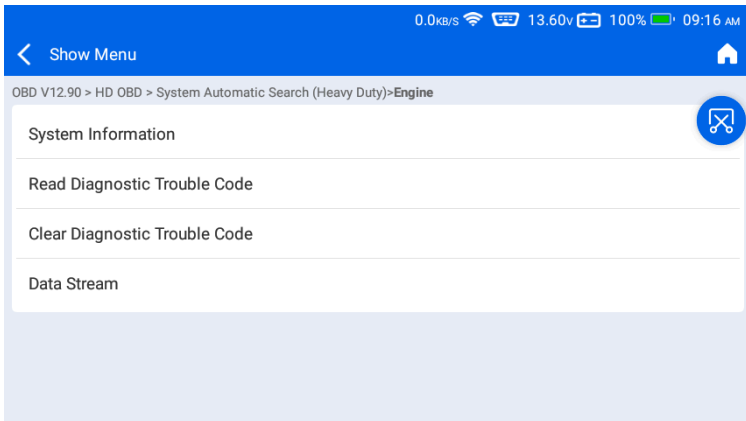 0.0KB/S 13.60V 100% 09:16 AM
Show Menu
OBD V12.90 > HD OBD > System Automatic Search (Heavy Duty)>Engine
System Information
Read Diagnostic Trouble Code
Clear Diagnostic Trouble Code
Data Stream